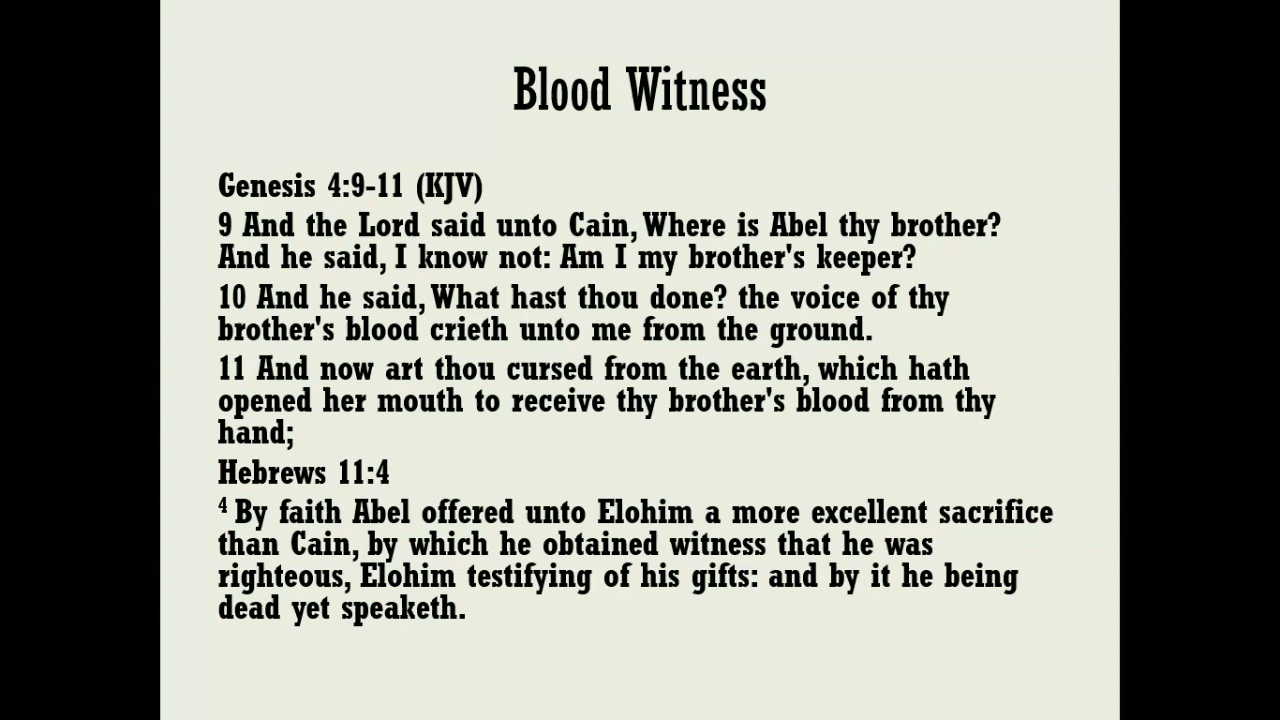 Blood Witness
Genesis 4:9-11 (KJV)
9 And the Lord said unto Cain, Where is Abel thy brother?
And he said, I know not: Am I my brother's keeper?
10 And he said, What hast thou done? the voice of thy
brother's blood crieth unto me from the ground.
11 And now art thou cursed from the earth, which hath
opened her mouth to receive thy brother's blood from thy
hand;
Hebrews 11:4
4 By faith Abel offered unto Elohim a more excellent sacrifice
than Cain, by which he obtained witness that he was
righteous, Elohim testifying of his gifts: and by it he being
dead yet speaketh.